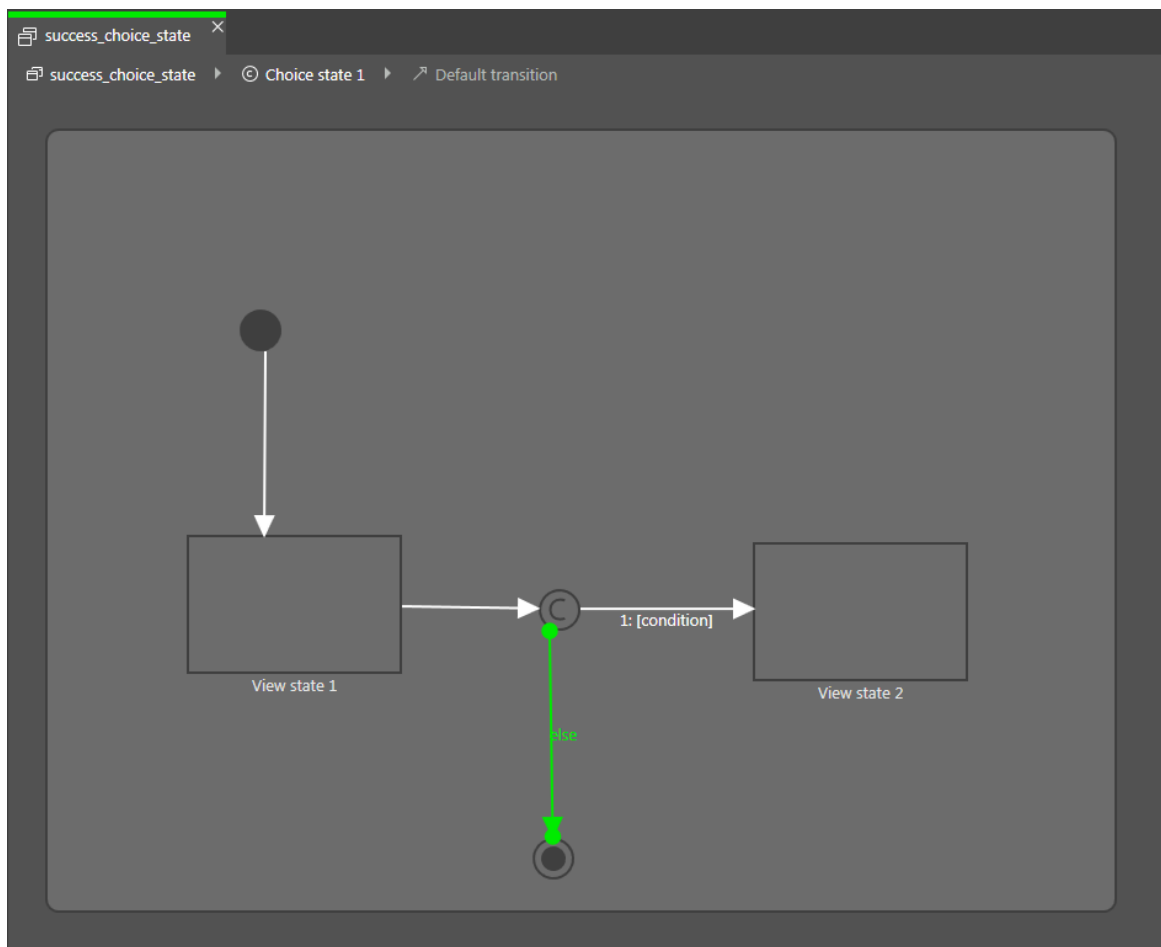 success_choice_state
success_choice_state Choice state 1 Default transition
1: [condition]
View state 1
View state 2
else